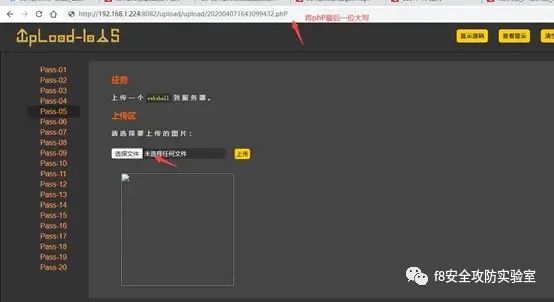 http://192.168.1.224:8082/upload/upload/202004071643099432.phP
将phP最后一位大写
UpLoad-labs
显示源码
查看提示
清空
Pass-01
Pass-02
Pass-03
Pass-04
Pass-05
Pass-06
Pass-07
Pass-08
Pass-09
Pass-10
Pass-11
Pass-12
Pass-13
Pass-14
Pass-15
Pass-16
Pass-17
Pass-18
Pass-19
Pass-20
任务
上传一个 webshell 到服务器。
上传区
请选择要上传的图片：
选择文件 未选择任何文件
上传
f8安全攻防实验室